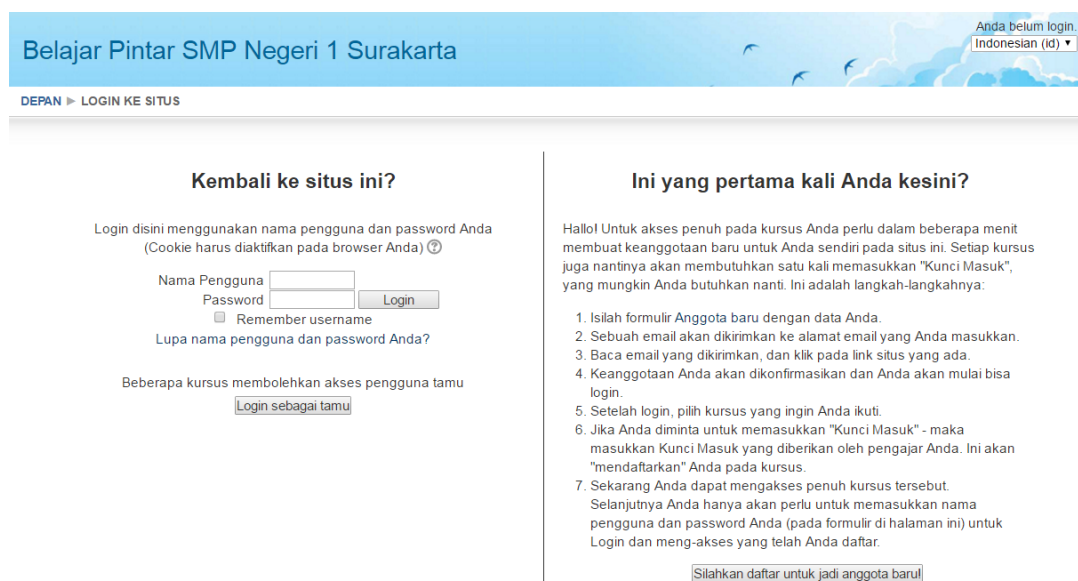 Belajar Pintar SMP Negeri 1 Surakarta
Anda belum login.
Indonesian (id)
DEPAN ► LOGIN KE SITUS
Kembali ke situs ini?
Login disini menggunakan nama pengguna dan password Anda
(Cookie harus diaktifkan pada browser Anda) ?
Nama Pengguna
Password Login
Remember username
Lupa nama pengguna dan password Anda?
Beberapa kursus membolehkan akses pengguna tamu
Login sebagai tamu
Ini yang pertama kali Anda kesini?
Hallo! Untuk akses penuh pada kursus Anda perlu dalam beberapa menit
membuat keanggotaan baru untuk Anda sendiri pada situs ini. Setiap kursus
juga nantinya akan membutuhkan satu kali memasukkan "Kunci Masuk",
yang mungkin Anda butuhkan nanti. Ini adalah langkah-langkahnya:
1. Isilah formulir Anggota baru dengan data Anda.
2. Sebuah email akan dikirimkan ke alamat email yang Anda masukkan.
3. Baca email yang dikirimkan, dan klik pada link situs yang ada.
4. Keanggotaan Anda akan dikonfirmasikan dan Anda akan mulai bisa
login.
5. Setelah login, pilih kursus yang ingin Anda ikuti.
6. Jika Anda diminta untuk memasukkan "Kunci Masuk" - maka
masukkan Kunci Masuk yang diberikan oleh pengajar Anda. Ini akan
"mendaftarkan" Anda pada kursus.
7. Sekarang Anda dapat mengakses penuh kursus tersebut.
Selanjutnya Anda hanya akan perlu untuk memasukkan nama
pengguna dan password Anda (pada formulir di halaman ini) untuk
Login dan meng-akses yang telah Anda daftar.
Silahkan daftar untuk jadi anggota baru!